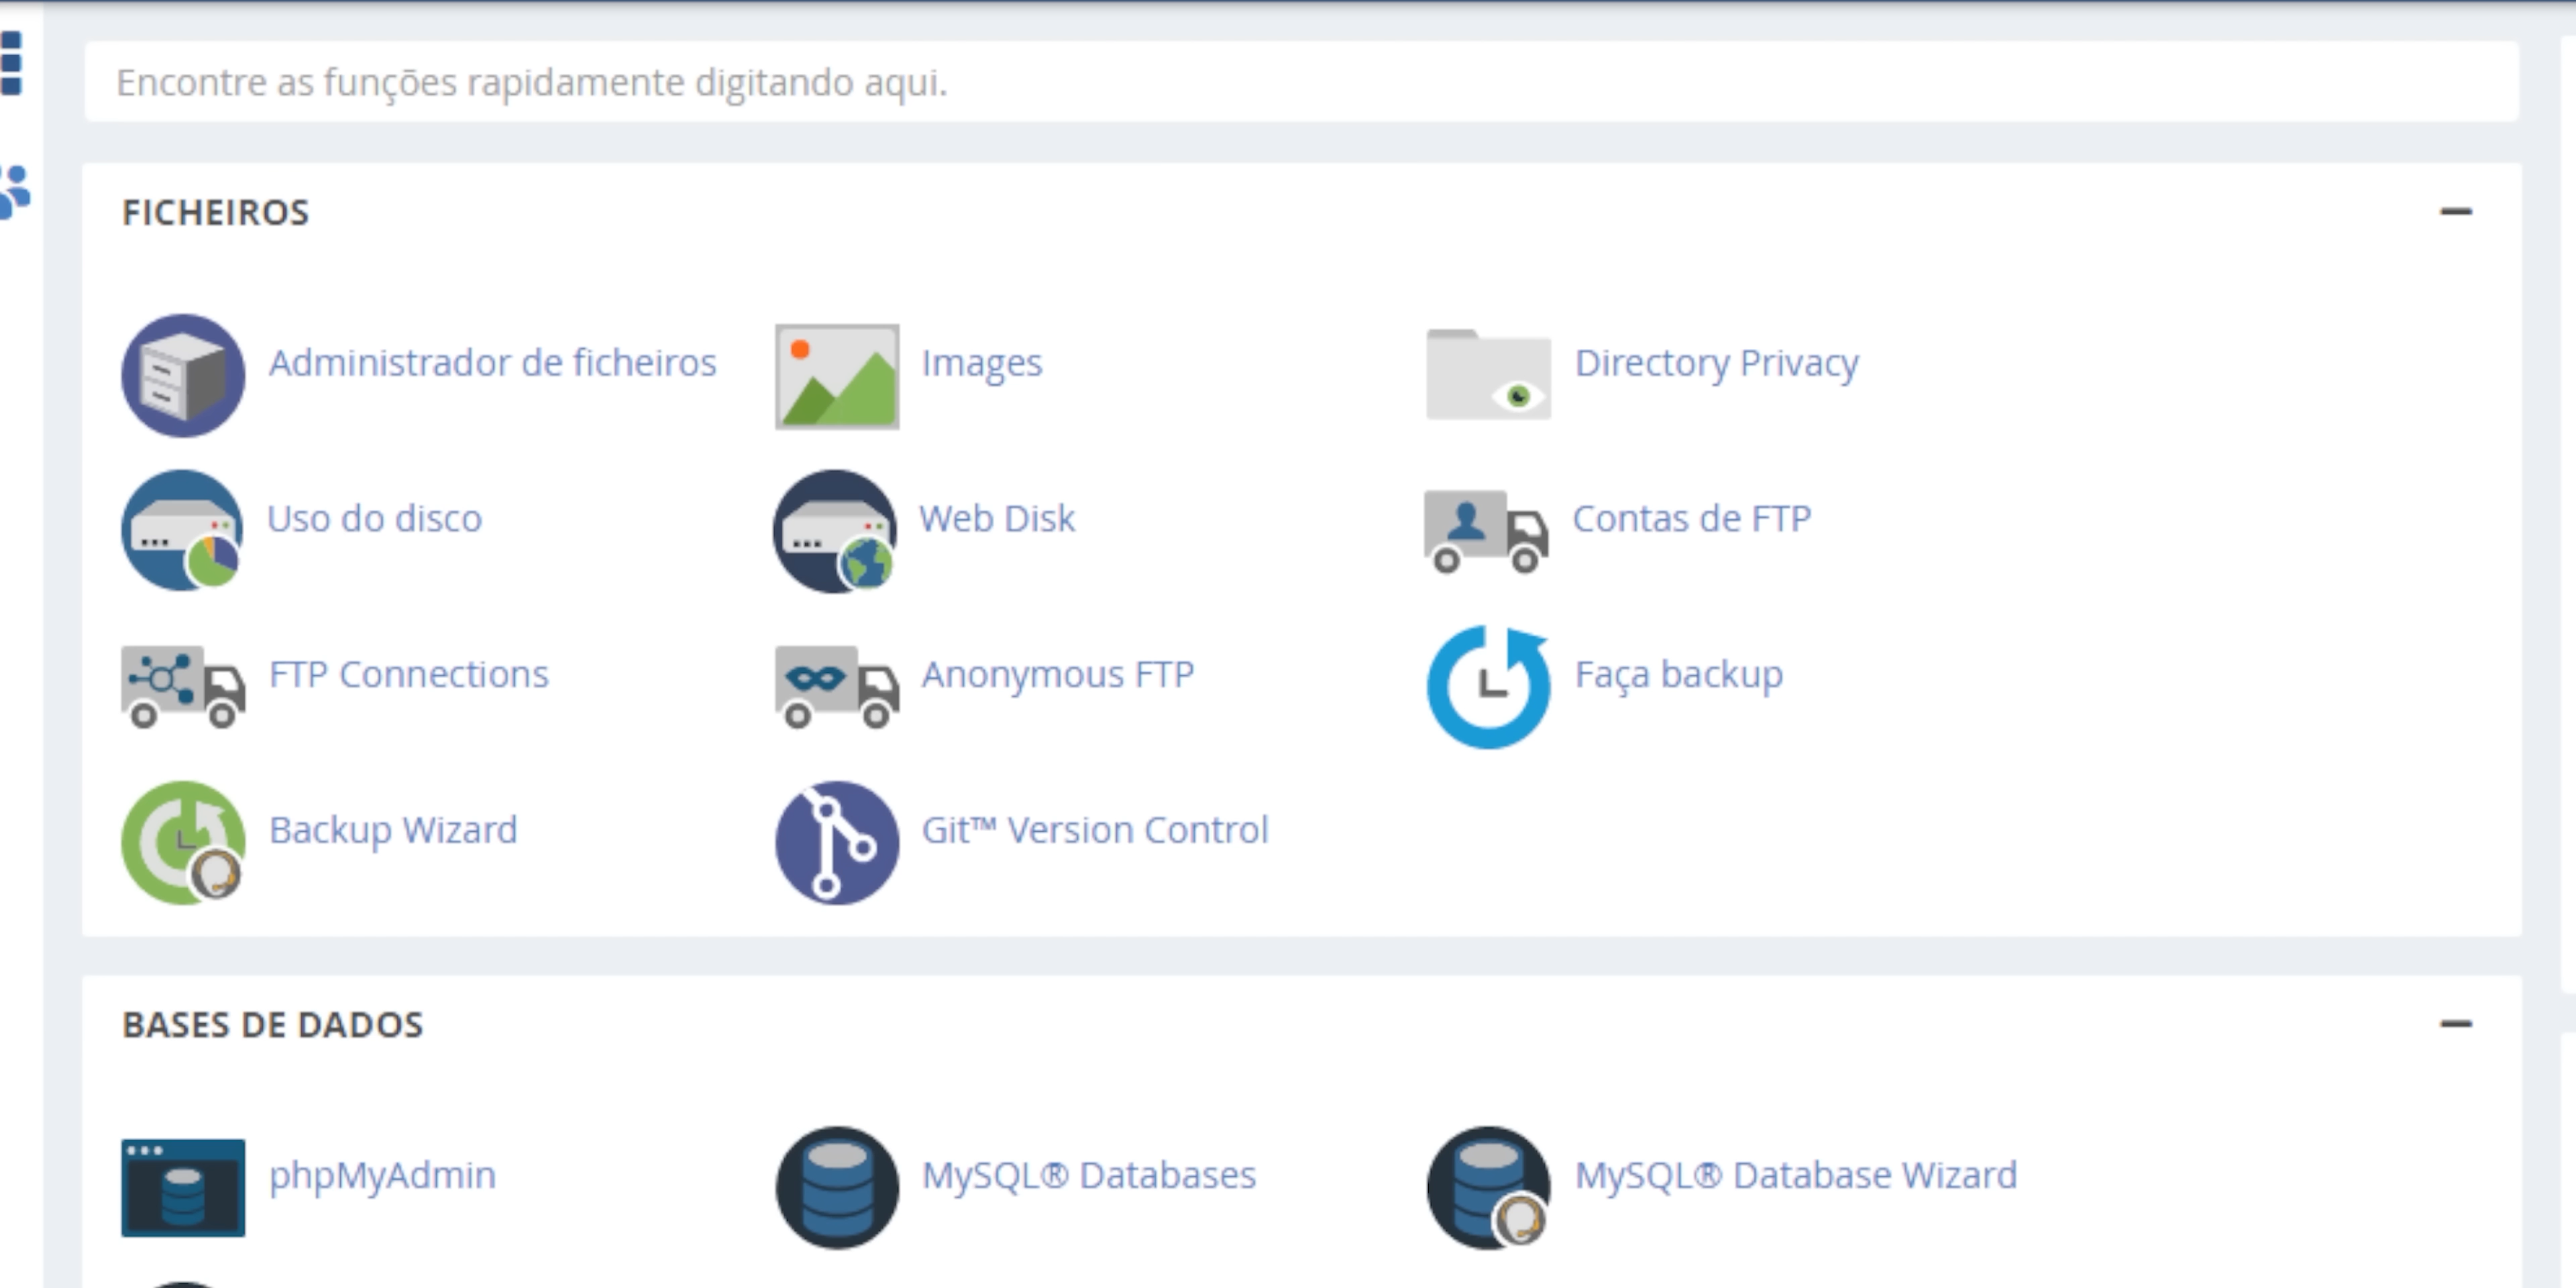 Encontre as funções rapidamente digitando aqui.
FICHEIROS
Administrador de ficheiros
Images
Directory Privacy
Uso do disco
Web Disk
Contas de FTP
FTP Connections
Anonymous FTP
Faça backup
Backup Wizard
Git™ Version Control
BASES DE DADOS
phpMyAdmin
MySQL® Databases
MySQL® Database Wizard